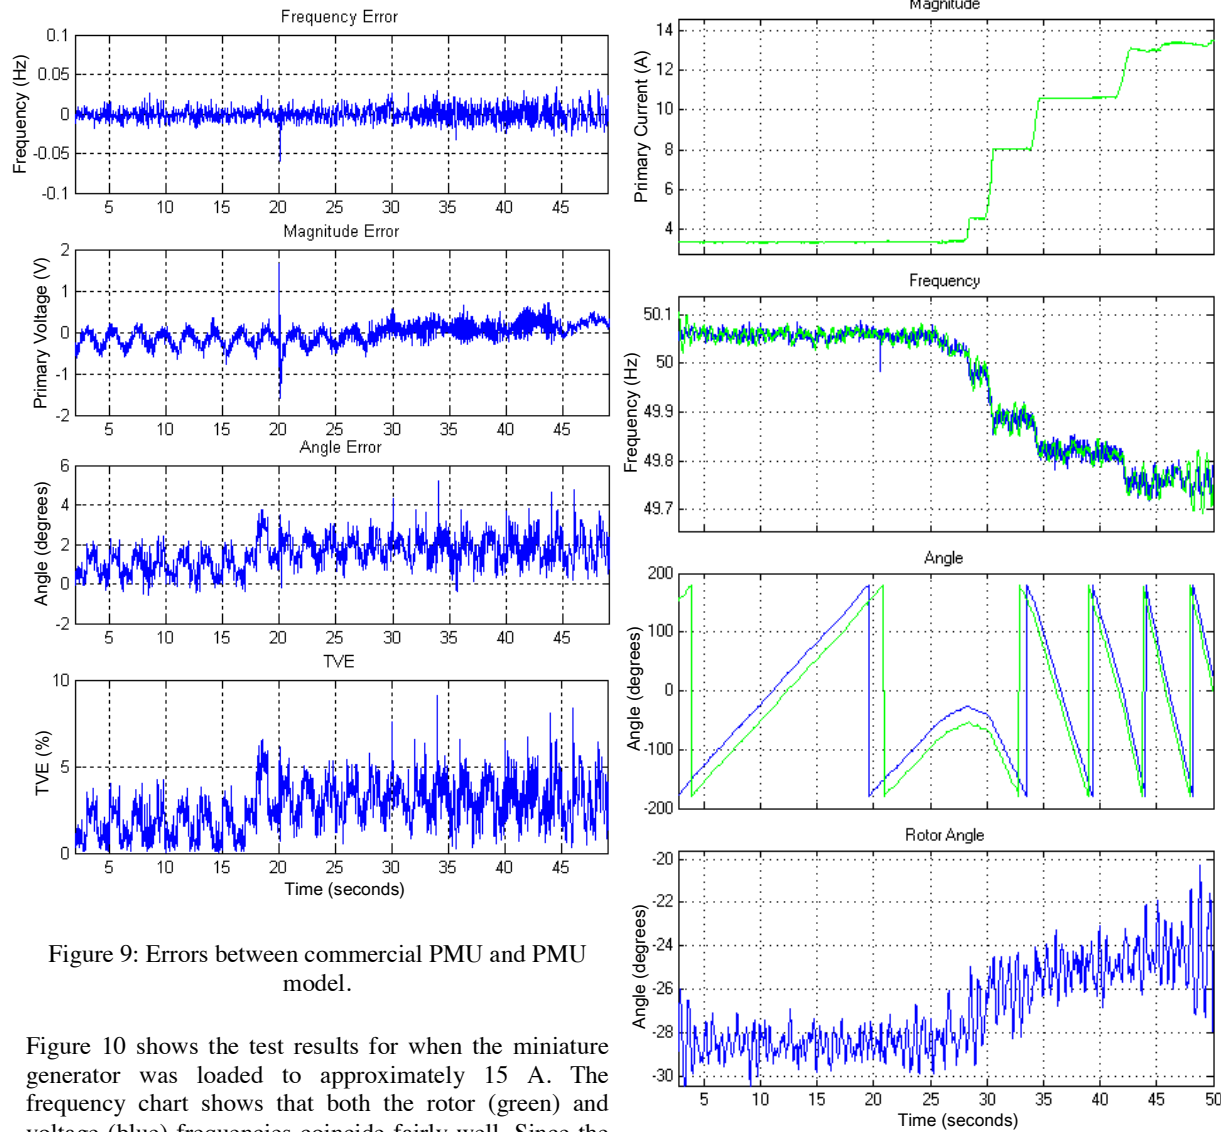 Frequency Error
Frequency (Hz)
0.1
0.05
0
-0.05
-0.1
5 10 15 20 25 30 35 40 45
Magnitude Error
Primary Voltage (V)
2
1
0
-1
-2
5 10 15 20 25 30 35 40 45
Angle Error
Angle (degrees)
6
4
2
0
-2
5 10 15 20 25 30 35 40 45
TVE
TVE (%)
10
5
0
5 10 15 20 25 30 35 40 45
Time (seconds)
Figure 9: Errors between commercial PMU and PMU
model.
Figure 10 shows the test results for when the miniature
generator was loaded to approximately 15 A. The
frequency chart shows that both the rotor (green) and
voltage (blue) frequencies coincide fairly well. Since the
Magnitude
Primary Current (A)
14
12
10
8
6
4
Frequency
Frequency (Hz)
50.1
50
49.9
49.8
49.7
Angle
Angle (degrees)
200
100
0
-100
-200
Rotor Angle
Angle (degrees)
-20
-22
-24
-26
-28
-30
5 10 15 20 25 30 35 40 45 50
Time (seconds)